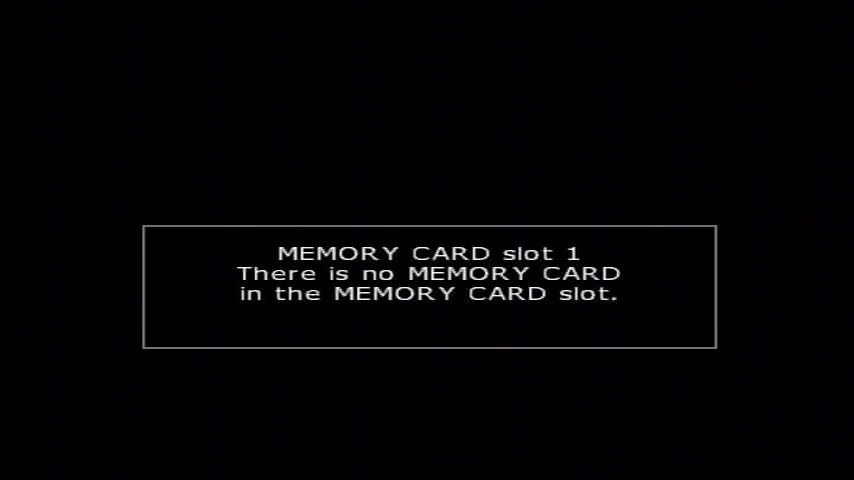 MEMORY CARD slot 1
There is no MEMORY CARD
in the MEMORY CARD slot.